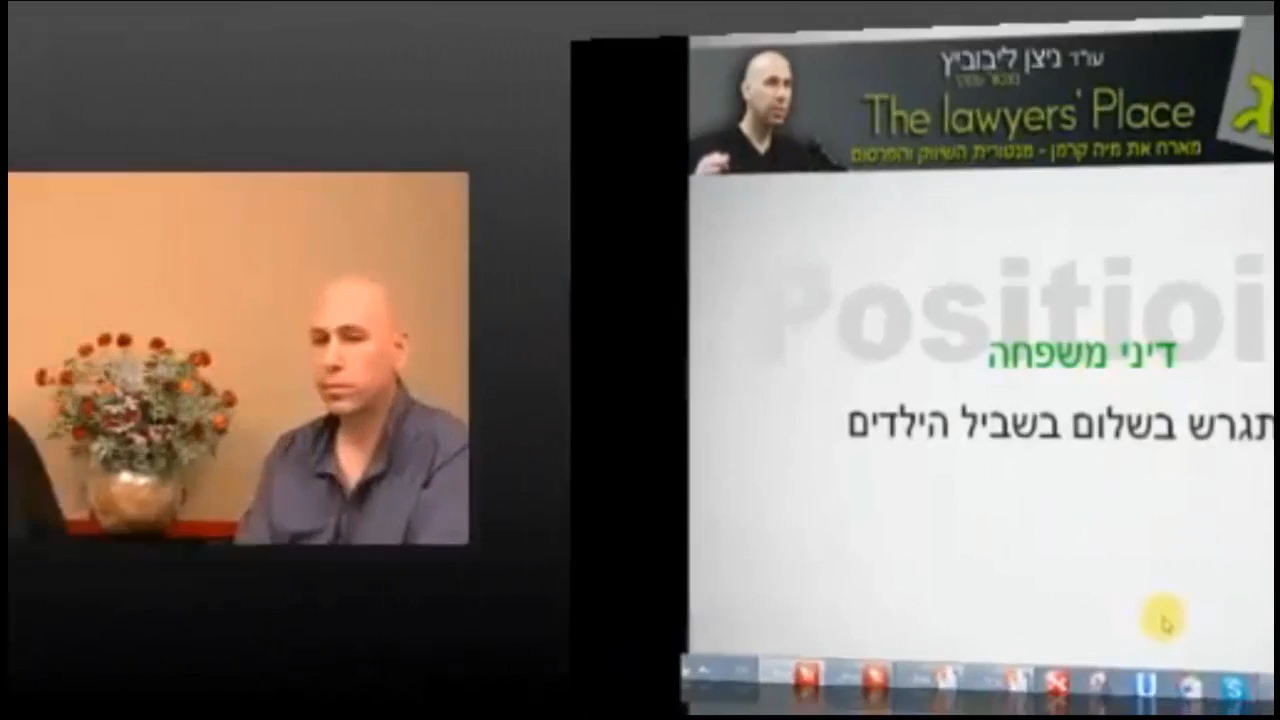 עו"ד ניצן ליבוביץ
The lawyers' Place
מארח את מיה קרמן - מנטורית השיווק והפרסום
ג
Positioi
דיני משפחה
תגרש בשלום בשביל הילדים